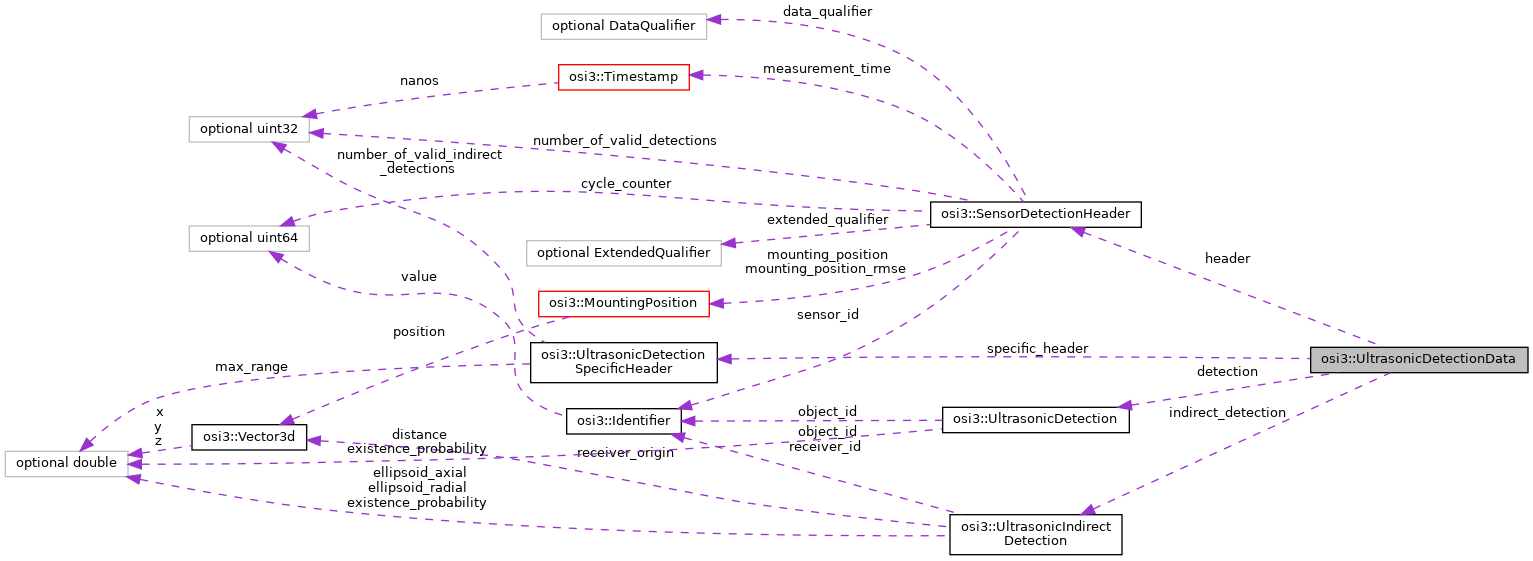 data_qualifier
optional DataQualifier
measurement_time
osi3::Timestamp
nanos
optional uint32
number_of_valid_detections
number_of_valid_indirect
_detections
cycle_counter
osi3::SensorDetectionHeader
extended_qualifier
optional uint64
optional ExtendedQualifier
mounting_position
mounting_position_rmse
header
value
osi3::MountingPosition
sensor_id
position
specific_header
osi3::UltrasonicDetection
SpecificHeader
osi3::UltrasonicDetectionData
max_range
detection
x
y
z
object_id
indirect_detection
osi3::Identifier
osi3::UltrasonicDetection
osi3::Vector3d
distance
existence_probability
object_id
receiver_id
receiver_origin
optional double
ellipsoid_axial
ellipsoid_radial
existence_probability
osi3::UltrasonicIndirect
Detection